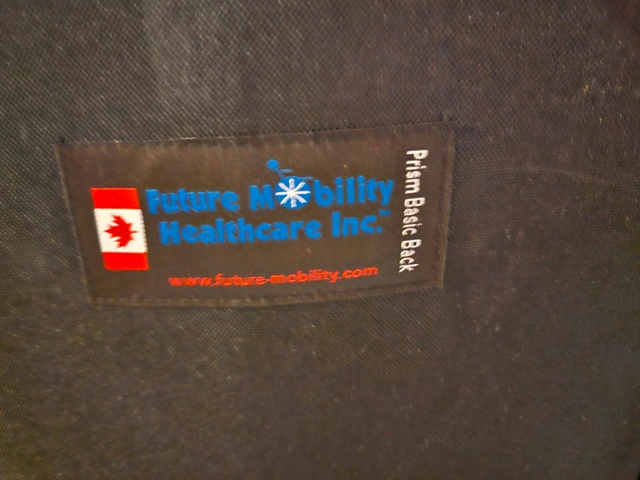 Future Mobility
Healthcare Inc.™
www.future-mobility.com
Prism Basic Back